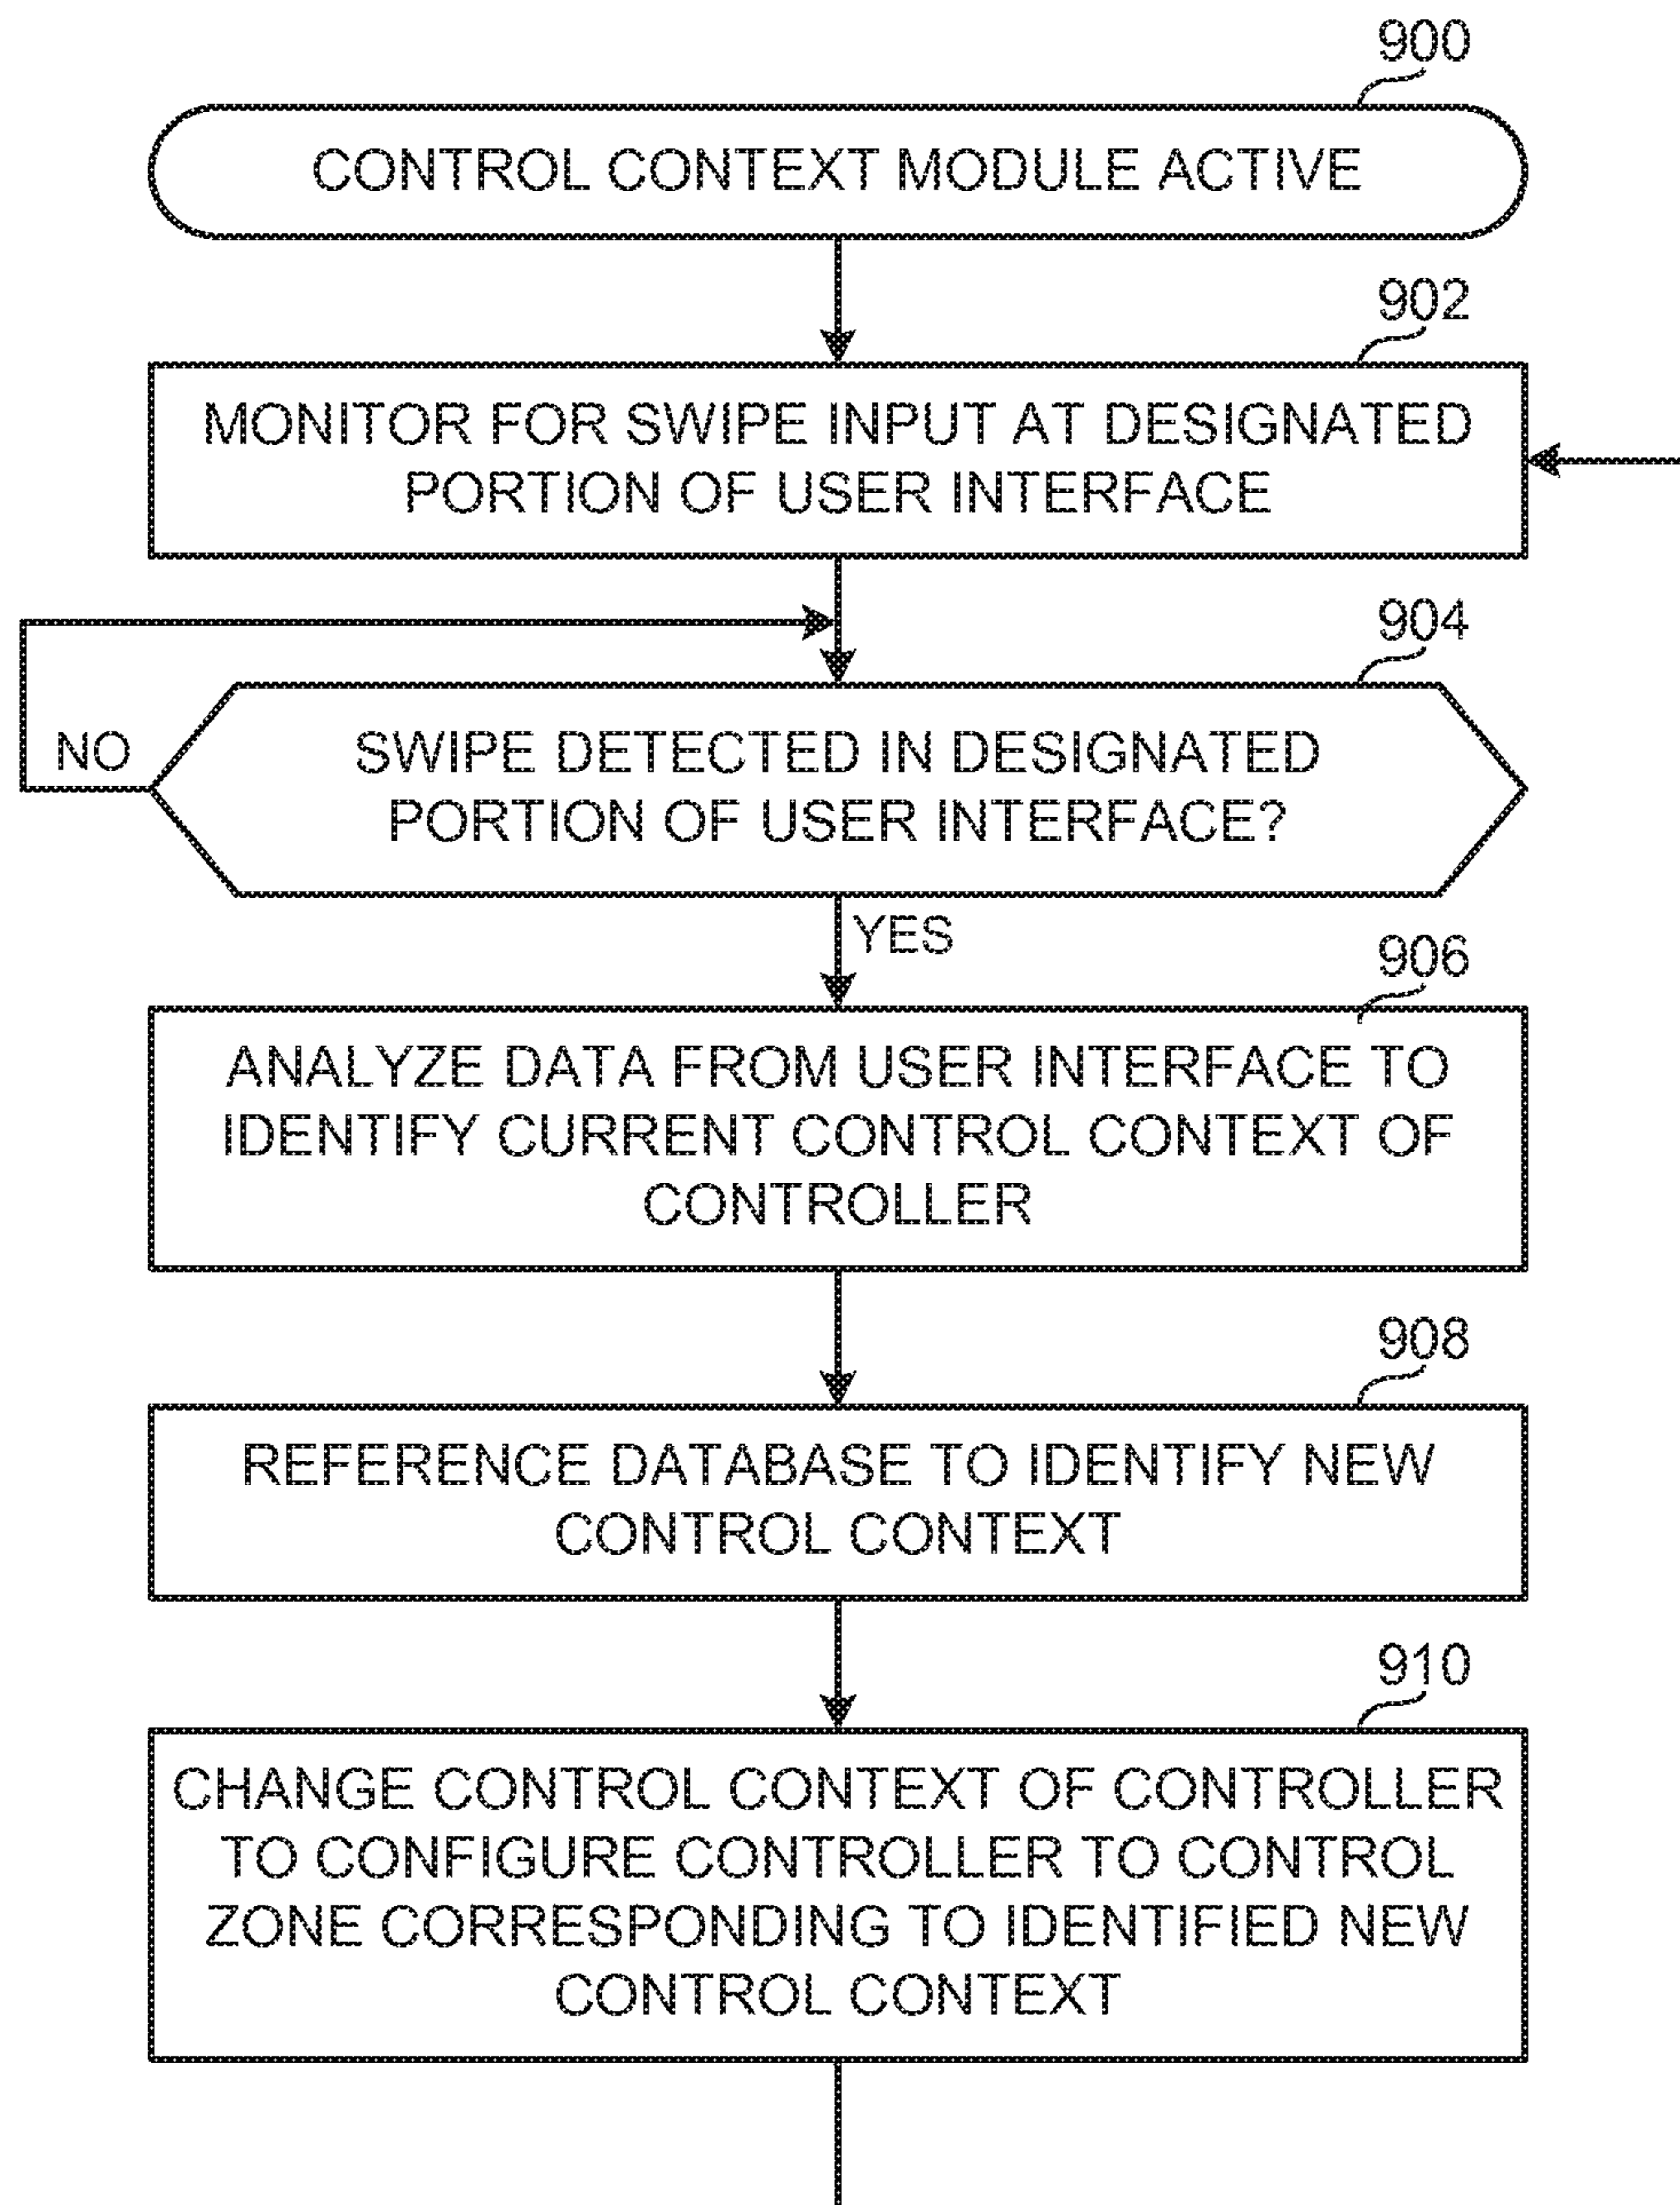 900
CONTROL CONTEXT MODULE ACTIVE
902
MONITOR FOR SWIPE INPUT AT DESIGNATED
PORTION OF USER INTERFACE
904
NO
SWIPE DETECTED IN DESIGNATED
PORTION OF USER INTERFACE?
YES
906
ANALYZE DATA FROM USER INTERFACE TO
IDENTIFY CURRENT CONTROL CONTEXT OF
CONTROLLER
908
REFERENCE DATABASE TO IDENTIFY NEW
CONTROL CONTEXT
910
CHANGE CONTROL CONTEXT OF CONTROLLER
TO CONFIGURE CONTROLLER TO CONTROL
ZONE CORRESPONDING TO IDENTIFIED NEW
CONTROL CONTEXT